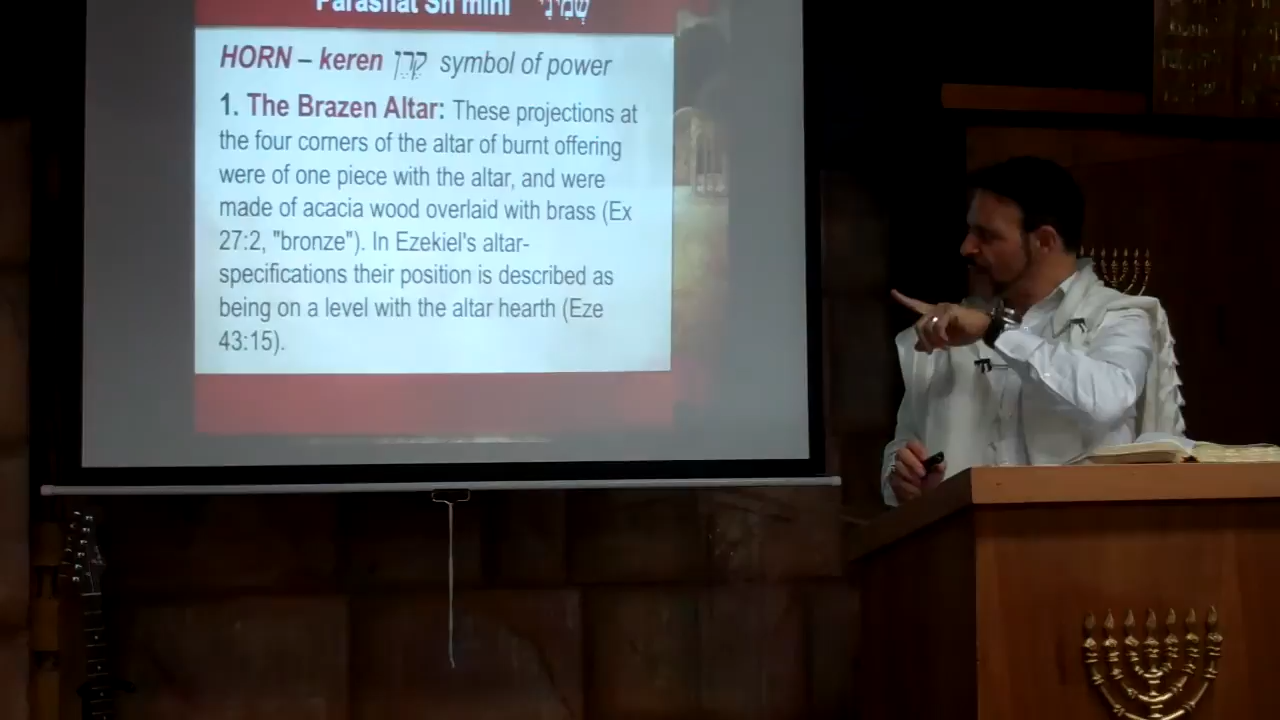 Parashat Sh'mini שְׁמִינִי
HORN – keren קֶרֶן symbol of power
1. The Brazen Altar: These projections at
the four corners of the altar of burnt offering
were of one piece with the altar, and were
made of acacia wood overlaid with brass (Ex
27:2, "bronze"). In Ezekiel's altar-
specifications their position is described as
being on a level with the altar hearth (Eze
43:15).